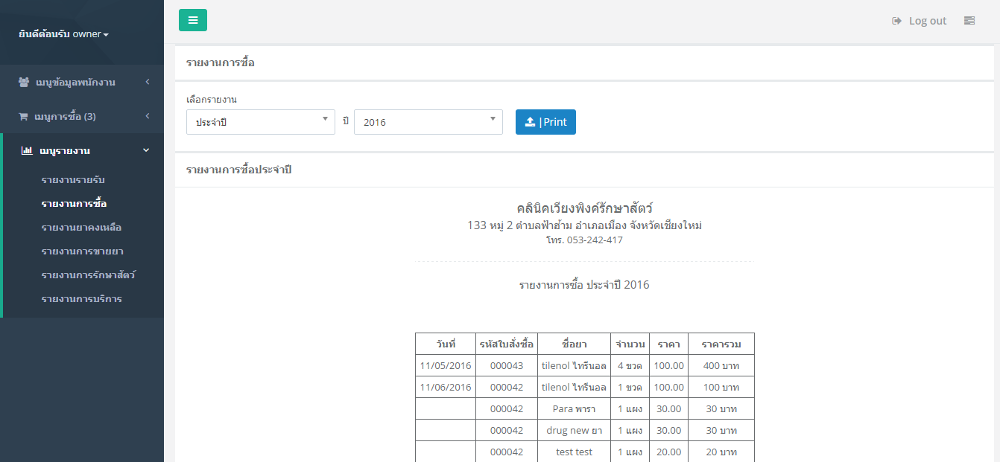 ยินดีต้อนรับ owner
Log out
เมนูข้อมูลพนักงาน
เมนูการซื้อ (3)
เมนูรายงาน
รายงานรายรับ
รายงานการซื้อ
รายงานยาคงเหลือ
รายงานการขายยา
รายงานการรักษาสัตว์
รายงานการบริการ
รายงานการซื้อ
เลือกรายงาน
ประจำปี ปี 2016 |Print
รายงานการซื้อประจำปี
คลินิคเวียงพิงค์รักษาสัตว์
133 หมู่ 2 ตำบลฟ้าฮ้าม อำเภอเมือง จังหวัดเชียงใหม่
โทร. 053-242-417
รายงานการซื้อ ประจำปี 2016
วันที่ รหัสใบสั่งซื้อ ชื่อยา จำนวน ราคา ราคารวม
11/05/2016 000043 tilenol ไทรีนอล 4 ขวด 100.00 400 บาท
11/06/2016 000042 tilenol ไทรีนอล 1 ขวด 100.00 100 บาท
000042 Para พารา 1 แผง 30.00 30 บาท
000042 drug new ยา 1 แผง 30.00 30 บาท
000042 test test 1 แผง 20.00 20 บาท